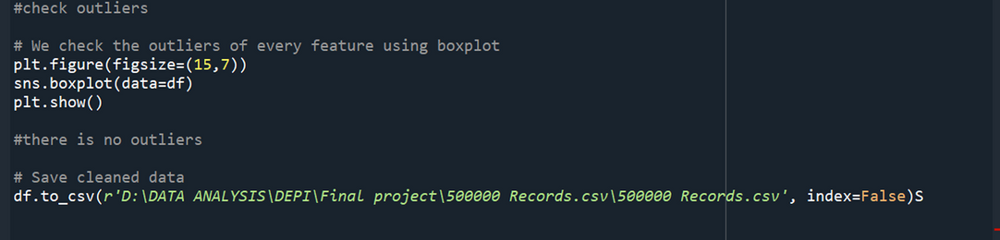 #check outliers
# We check the outliers of every feature using boxplot
plt.figure(figsize=(15,7))
sns.boxplot(data=df)
plt.show()
#there is no outliers
# Save cleaned data
df.to_csv(r'D:\DATA ANALYSIS\DEPI\Final project\500000 Records.csv\500000 Records.csv', index=False)S